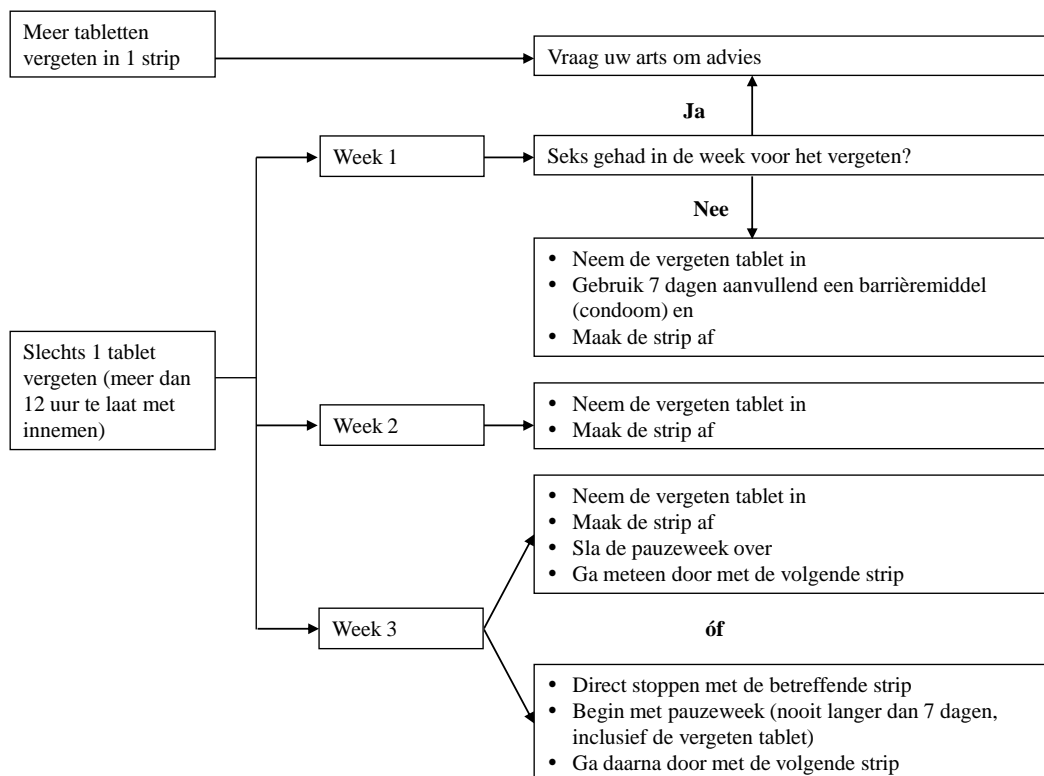 Meer tabletten
vergeten in 1 strip
Vraag uw arts om advies
Ja
Week 1
Seks gehad in de week voor het vergeten?
Nee
• Neem de vergeten tablet in
• Gebruik 7 dagen aanvullend een barrièremiddel
(condoom) en
• Maak de strip af
Slechts 1 tablet
vergeten (meer dan
12 uur te laat met
innemen)
Week 2
• Neem de vergeten tablet in
• Maak de strip af
• Neem de vergeten tablet in
• Maak de strip af
• Sla de pauzeweek over
• Ga meteen door met de volgende strip
Week 3
óf
• Direct stoppen met de betreffende strip
• Begin met pauzeweek (nooit langer dan 7 dagen,
inclusief de vergeten tablet)
• Ga daarna door met de volgende strip